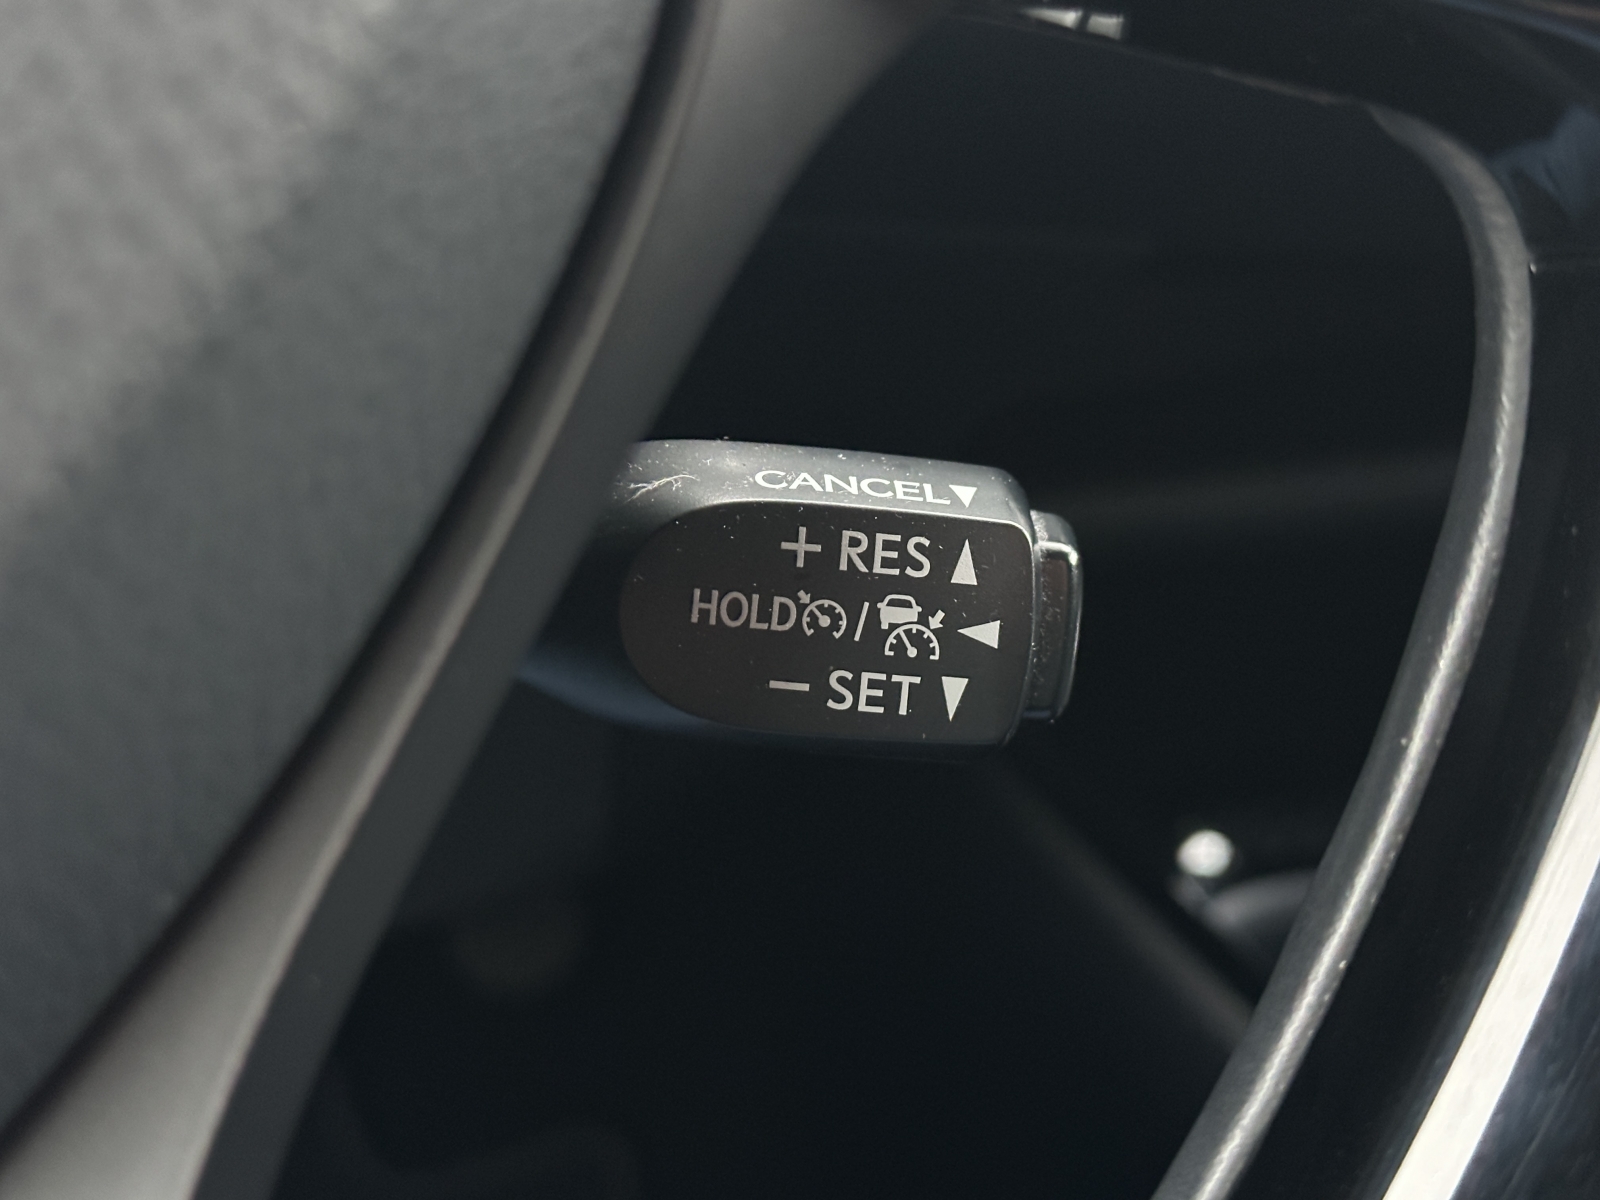 CANCEL▼
+ RES ▲
HOLD / ◀
− SET ▼